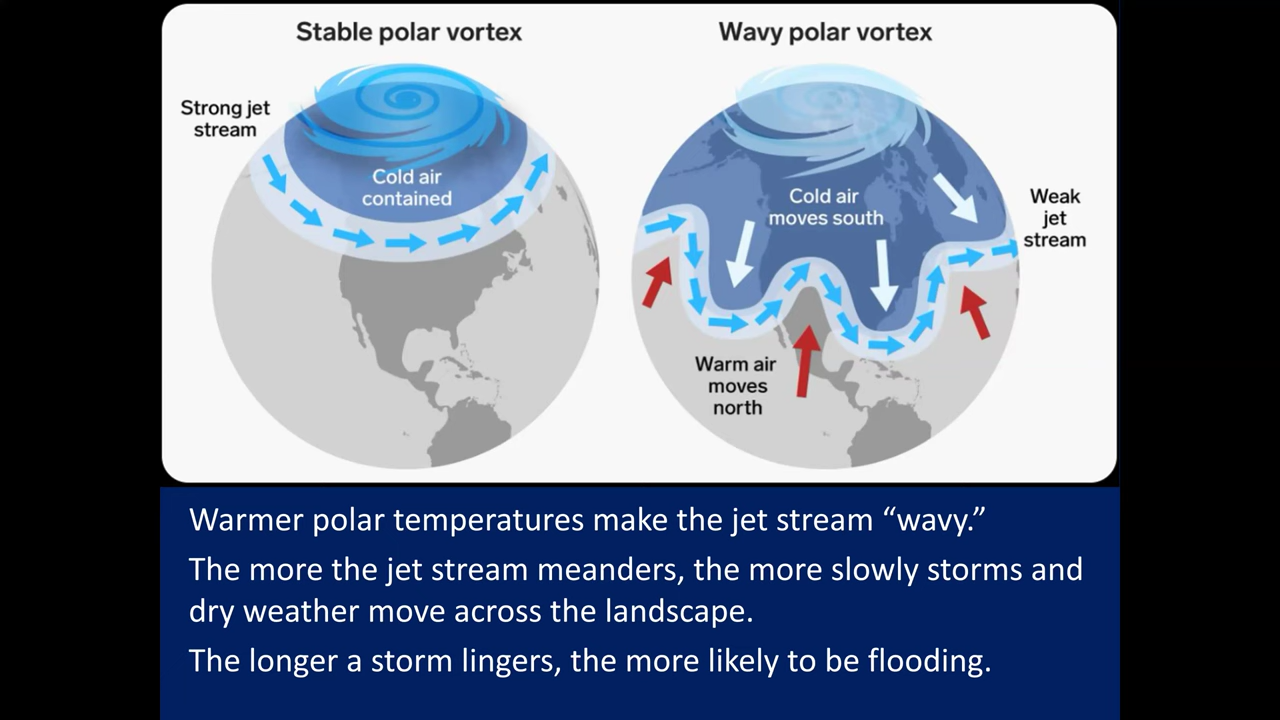 Stable polar vortex
Wavy polar vortex
Strong jet
stream
Cold air
contained
Cold air
moves south
Weak
jet
stream
Warm air
moves
north
Warmer polar temperatures make the jet stream “wavy.”
The more the jet stream meanders, the more slowly storms and
dry weather move across the landscape.
The longer a storm lingers, the more likely to be flooding.